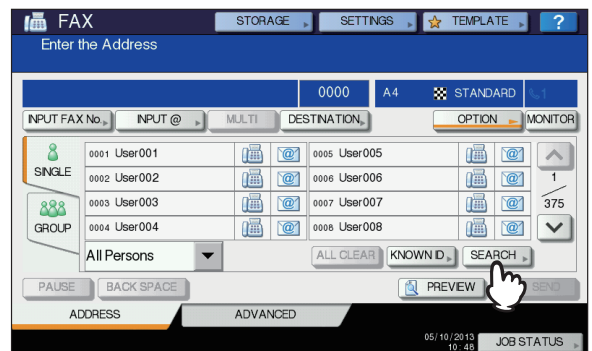 FAX STORAGE SETTINGS TEMPLATE ?
Enter the Address
0000 A4 STANDARD 1
INPUT FAX No. INPUT @ MULTI DESTINATION OPTION MONITOR
SINGLE
0001 User001 @ 0005 User005 @
0002 User002 @ 0006 User006 @
1
0003 User003 @ 0007 User007 @
375
GROUP
0004 User004 @ 0008 User008 @
All Persons ALL CLEAR KNOWN ID SEARCH
PAUSE BACK SPACE PREVIEW SEND
ADDRESS ADVANCED
05/10/2013
10:48
JOB STATUS